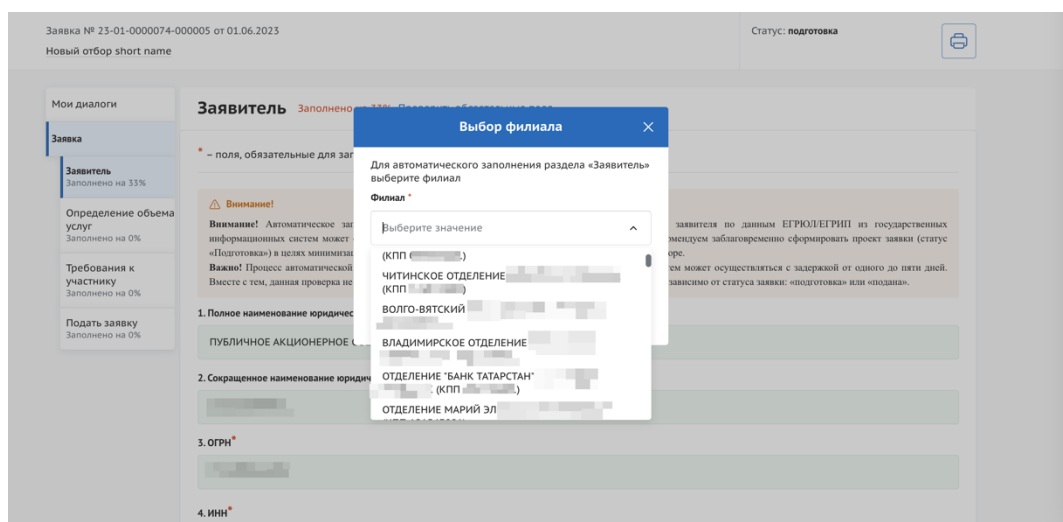 Заявка № 23-01-0000074-000005 от 01.06.2023
Новый отбор short name
Статус: подготовка
Мои диалоги
Заявка
Заявитель
Заполнено на 33%
Определение объема
услуг
Заполнено на 0%
Требования к
участнику
Заполнено на 0%
Подать заявку
Заполнено на 0%
Заявитель Заполнено на 33%
* – поля, обязательные для зап
Внимание!
Внимание! Автоматическое зап
заявителя по данным ЕГРЮЛ/ЕГРИП из государственных
информационных систем может
омендуем заблаговременно сформировать проект заявки (статус
«Подготовка») в целях минимизац
оре.
Важно! Процесс автоматической
ем может осуществляться с задержкой от одного до пяти дней.
Вместе с тем, данная проверка не
зависимо от статуса заявки: «подготовка» или «подана».
1. Полное наименование юридичес
ПУБЛИЧНОЕ АКЦИОНЕРНОЕ
2. Сокращенное наименование юридич
3. ОГРН*
4. ИНН*
Выбор филиала
Для автоматического заполнения раздела «Заявитель»
выберите филиал
Филиал *
Выберите значение
(КПП .)
ЧИТИНСКОЕ ОТДЕЛЕНИЕ
(КПП )
ВОЛГО-ВЯТСКИЙ
ВЛАДИМИРСКОЕ ОТДЕЛЕНИЕ
ОТДЕЛЕНИЕ "БАНК ТАТАРСТАН"
(КПП .)
ОТДЕЛЕНИЕ МАРИЙ ЭЛ